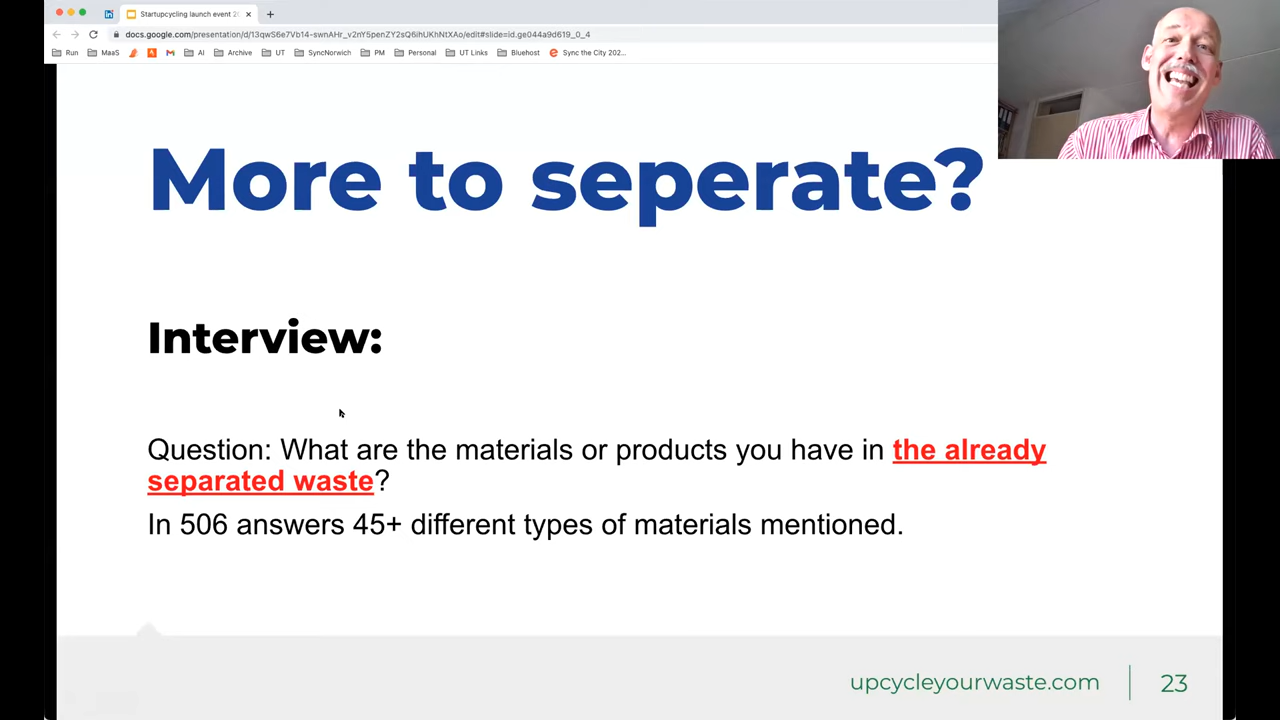 Startupcycling launch event 20
docs.google.com/presentation/d/13qwS6e7Vb14-swnAHr_v2nY5penZY2sQ6ihUKhNtXAo/edit#slide=id.ge044a9d619_0_4
Run MaaS AI Archive UT SyncNorwich PM Personal UT Links Bluehost Sync the City 202...
More to seperate?
Interview:
Question: What are the materials or products you have in the already
separated waste?
In 506 answers 45+ different types of materials mentioned.
upcycleyourwaste.com 23